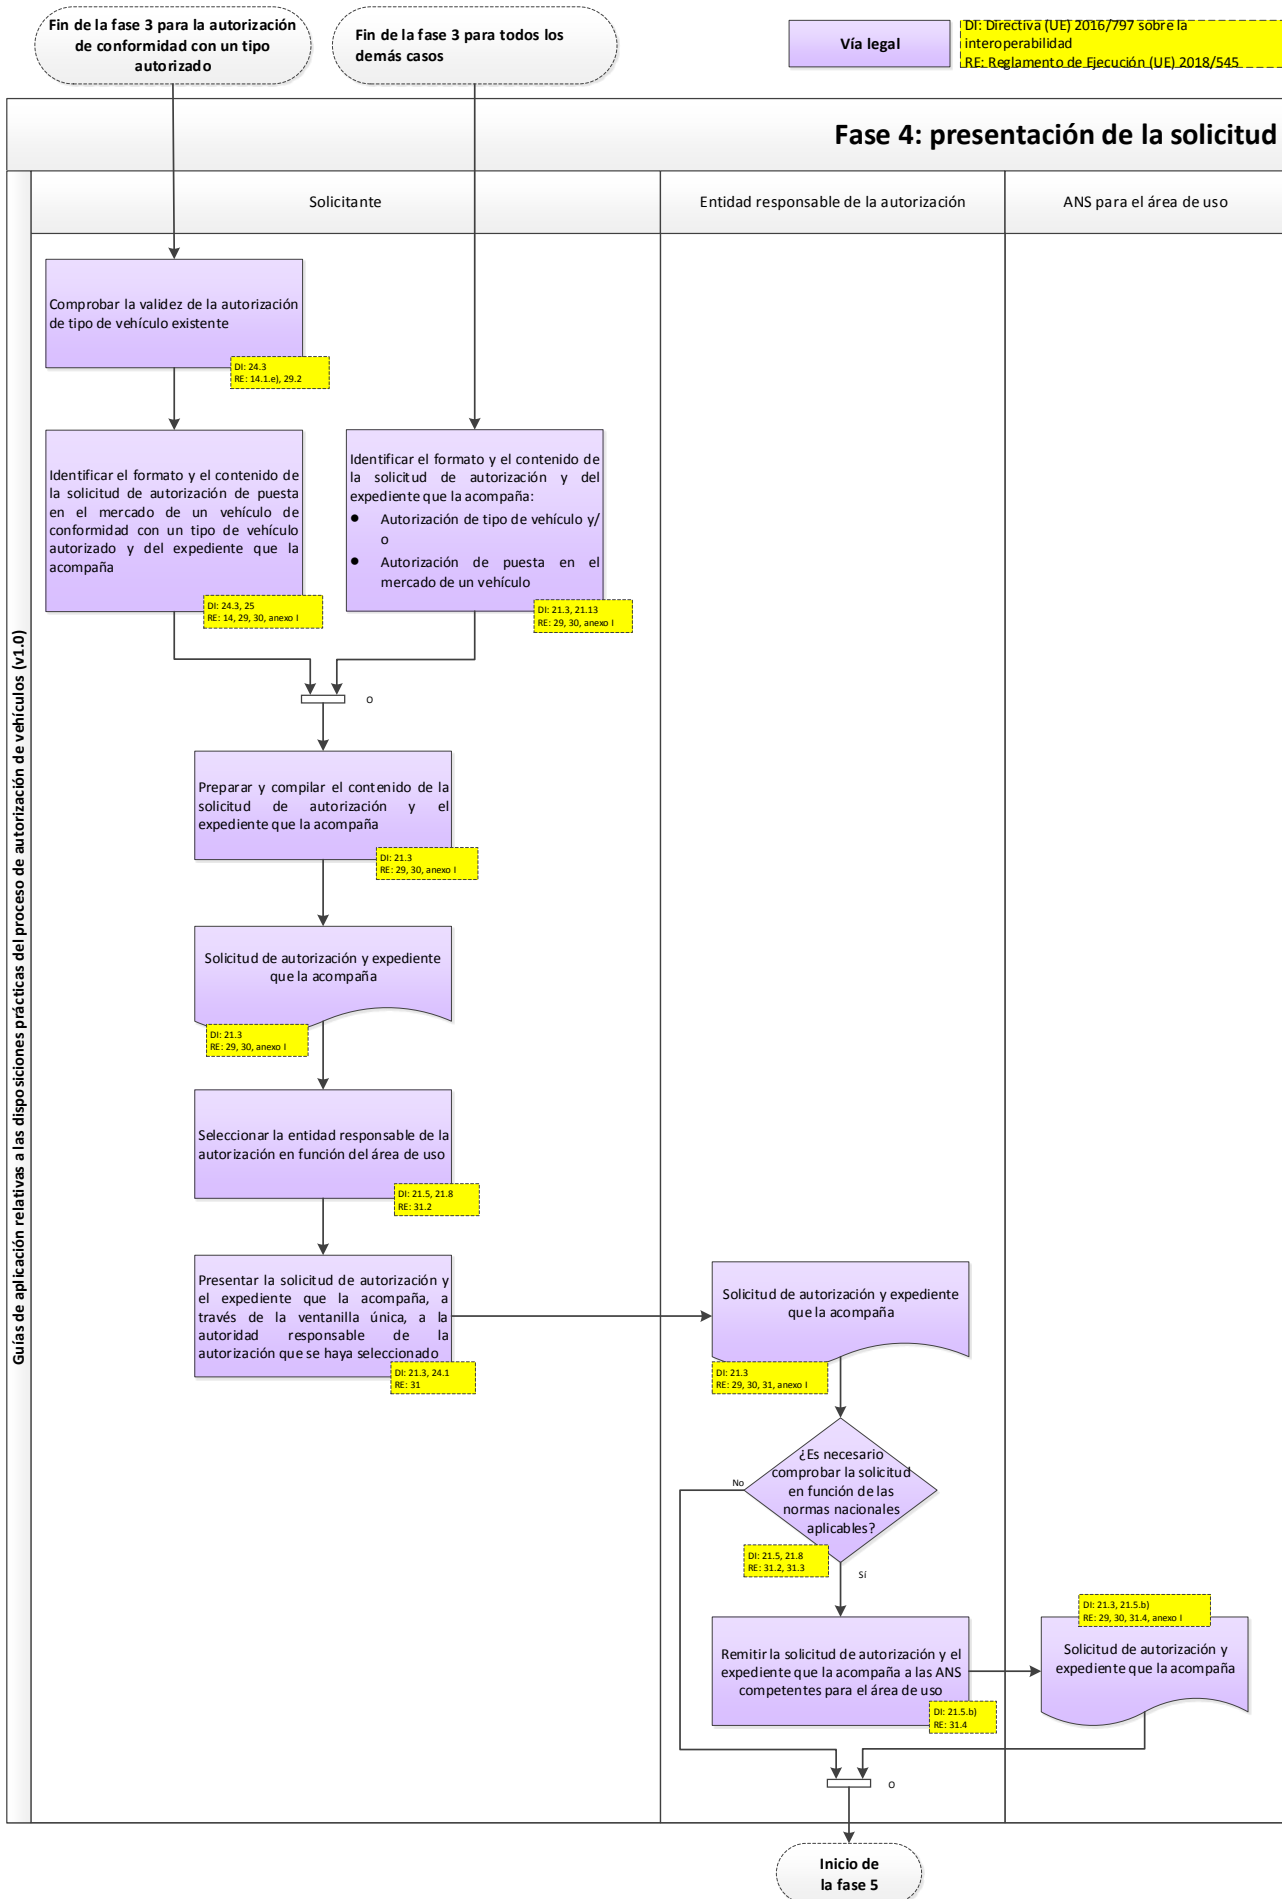 Fin de la fase 3 para la autorización
de conformidad con un tipo
autorizado
Fin de la fase 3 para todos los
demás casos
Vía legal
DI: Directiva (UE) 2016/797 sobre la
interoperabilidad
RE: Reglamento de Ejecución (UE) 2018/545
Fase 4: presentación de la solicitud
Guías de aplicación relativas a las disposiciones prácticas del proceso de autorización de vehículos (v1.0)
Solicitante
Entidad responsable de la autorización
ANS para el área de uso
Comprobar la validez de la autorización
de tipo de vehículo existente
DI: 24.3
RE: 14.1.e), 29.2
Identificar el formato y el contenido de
la solicitud de autorización de puesta
en el mercado de un vehículo de
conformidad con un tipo de vehículo
autorizado y del expediente que la
acompaña
DI: 24.3, 25
RE: 14, 29, 30, anexo I
Identificar el formato y el contenido de
la solicitud de autorización y del
expediente que la acompaña:
● Autorización de tipo de vehículo y/
o
● Autorización de puesta en el
mercado de un vehículo
DI: 21.3, 21.13
RE: 29, 30, anexo I
O
Preparar y compilar el contenido de la
solicitud de autorización y el
expediente que la acompaña
DI: 21.3
RE: 29, 30, anexo I
Solicitud de autorización y expediente
que la acompaña
DI: 21.3
RE: 29, 30, anexo I
Seleccionar la entidad responsable de la
autorización en función del área de uso
DI: 21.5, 21.8
RE: 31.2
Presentar la solicitud de autorización y
el expediente que la acompaña, a
través de la ventanilla única, a la
autoridad responsable de la
autorización que se haya seleccionado
DI: 21.3, 24.1
RE: 31
Solicitud de autorización y expediente
que la acompaña
DI: 21.3
RE: 29, 30, 31, anexo I
¿Es necesario
comprobar la solicitud
en función de las
normas nacionales
aplicables?
No
DI: 21.5, 21.8
RE: 31.2, 31.3
Sí
Remitir la solicitud de autorización y el
expediente que la acompaña a las ANS
competentes para el área de uso
DI: 21.5.b)
RE: 31.4
DI: 21.3, 21.5.b)
RE: 29, 30, 31.4, anexo I
Solicitud de autorización y
expediente que la acompaña
O
Inicio de
la fase 5